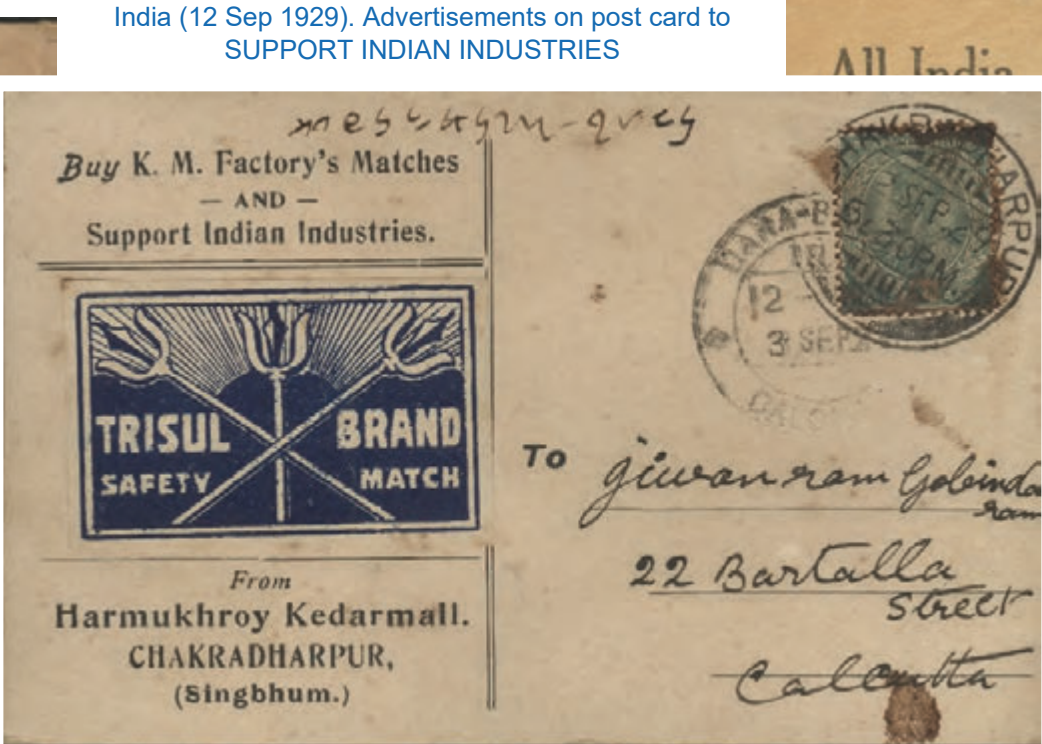 India (12 Sep 1929). Advertisements on post card to
SUPPORT INDIAN INDUSTRIES
All India
Buy K. M. Factory's Matches
— AND —
Support Indian Industries.
TRISUL BRAND
SAFETY MATCH
From
Harmukhroy Kedarmall.
CHAKRADHARPUR,
(Singbhum.)
12 -
3 SEP
SEP
To Jiwanram Gobinda
ram
22 Bartalla
Street
Calcutta